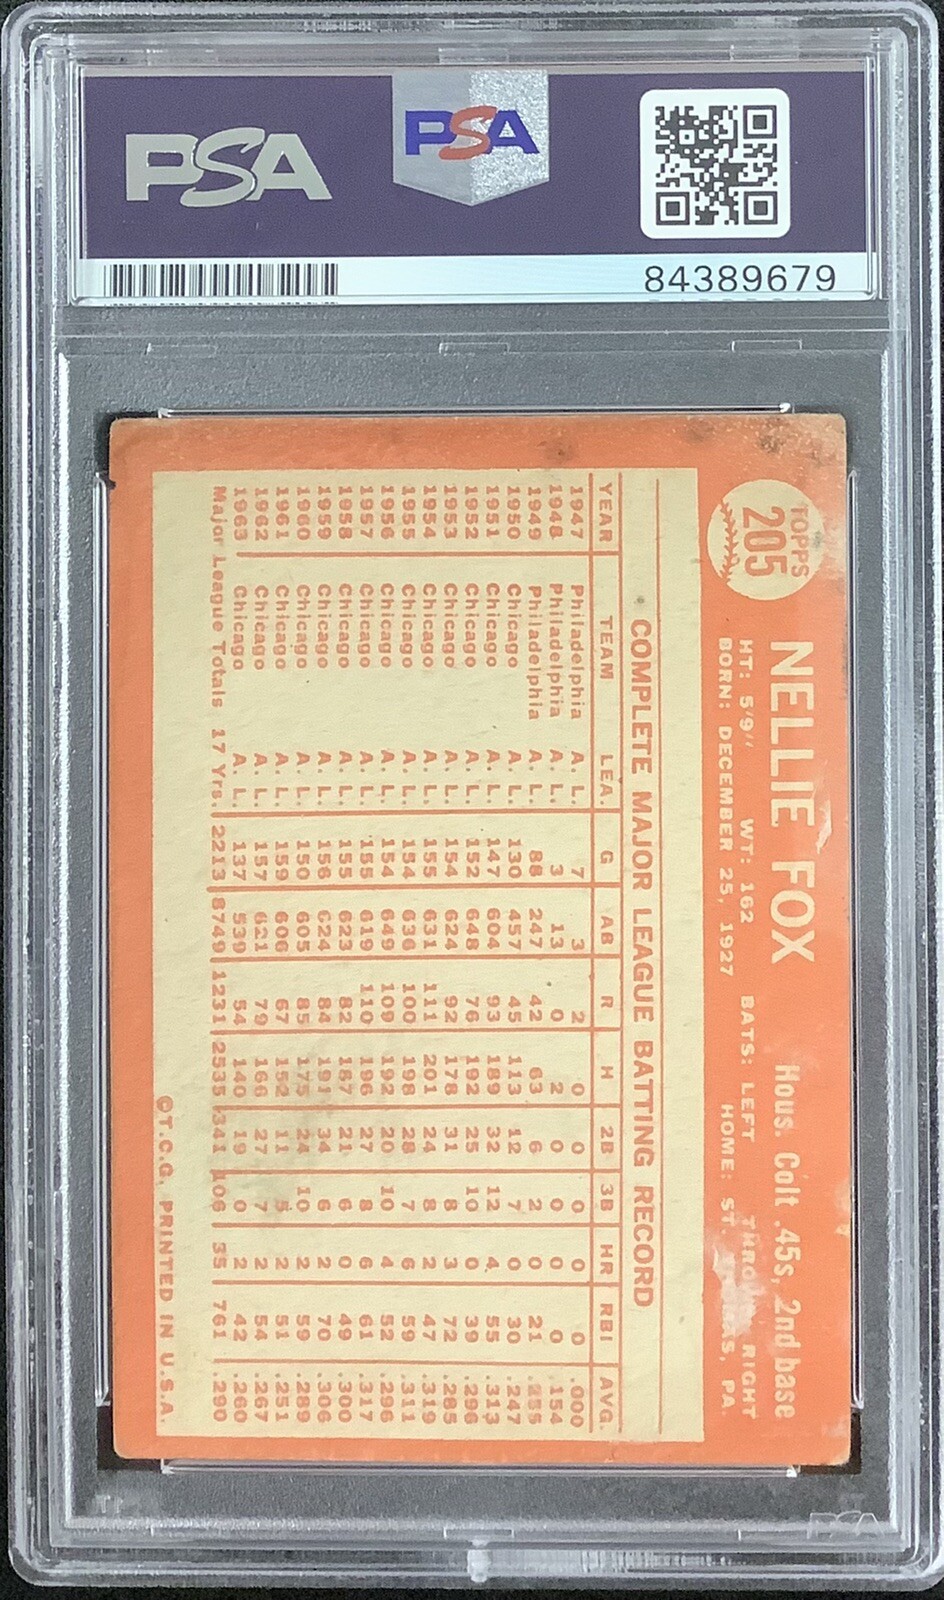 PSA
PSA
84389679
TOPPS
205
NELLIE FOX
Hous. Colt .45s, 2nd base
HT: 5'9" WT: 162 BATS: LEFT RIGHT
BORN: DECEMBER 25, 1927 HOME: ST. PA.
COMPLETE MAJOR LEAGUE BATTING RECORD
YEAR TEAM LEA. G AB R H 2B 3B HR RBI AVG.
1947 Philadelphia A. L. 7 3 2 0 0 0 0 0 .000
1948 Philadelphia A. L. 3 13 0 2 0 0 0 0 .154
1949 Philadelphia A. L. 88 247 42 63 6 2 0 21 .255
1950 Chicago A. L. 130 457 45 113 12 7 0 30 .247
1951 Chicago A. L. 147 604 93 189 32 12 4 55 .313
1952 Chicago A. L. 152 648 76 192 25 10 0 39 .296
1953 Chicago A. L. 154 624 92 178 31 8 3 72 .285
1954 Chicago A. L. 155 631 111 201 24 8 2 47 .319
1955 Chicago A. L. 154 636 100 198 28 7 6 59 .311
1956 Chicago A. L. 154 649 109 192 20 10 4 52 .296
1957 Chicago A. L. 155 619 110 196 27 8 6 61 .317
1958 Chicago A. L. 155 623 82 187 21 6 0 49 .300
1959 Chicago A. L. 156 624 84 191 34 6 2 70 .306
1960 Chicago A. L. 150 605 85 175 24 10 2 59 .289
1961 Chicago A. L. 159 606 67 152 11 5 2 51 .251
1962 Chicago A. L. 157 621 79 166 27 7 2 54 .267
1963 Chicago A. L. 137 539 54 140 19 0 2 42 .260
Major League Totals 17 Yrs. 2213 8749 1231 2535 341 106 35 761 .290
©T.C.G. PRINTED IN U.S.A.
PSA